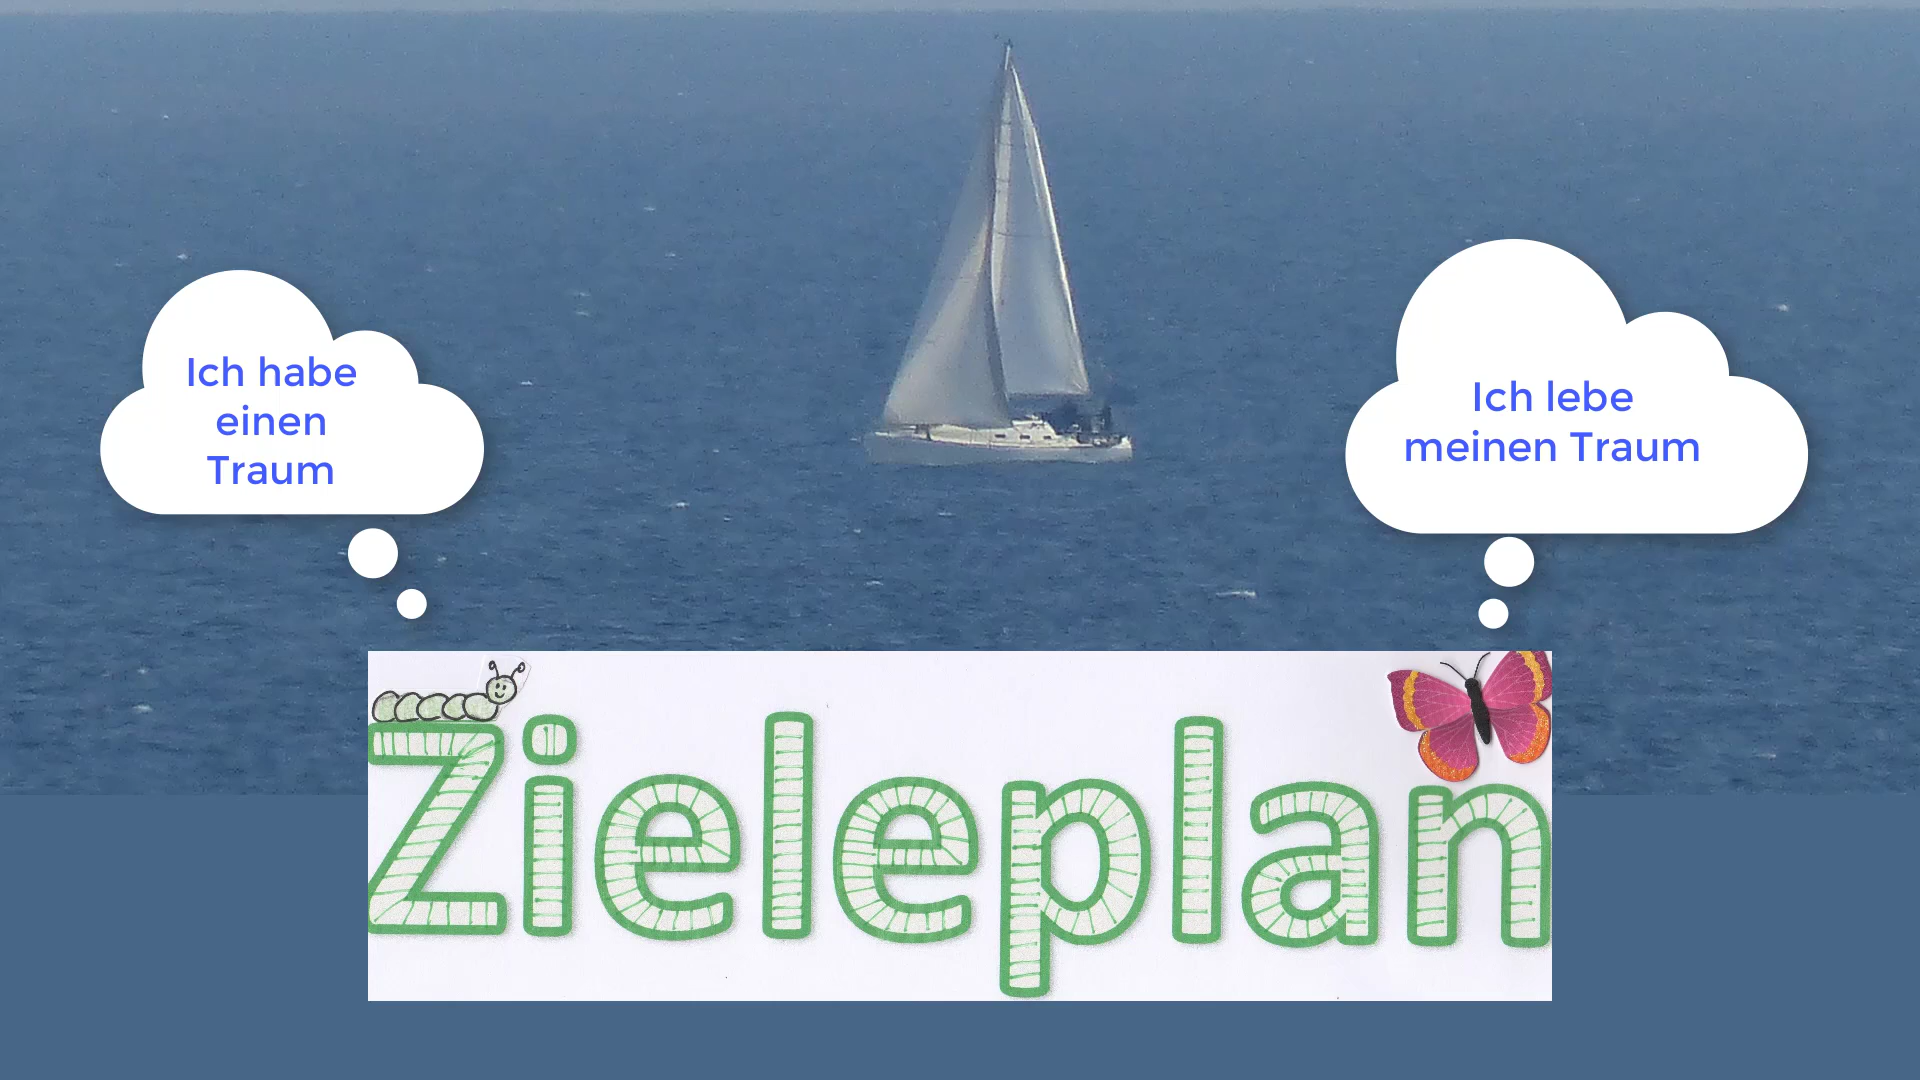 Ich habe
einen
Traum
Ich lebe
meinen Traum
Zieleplan